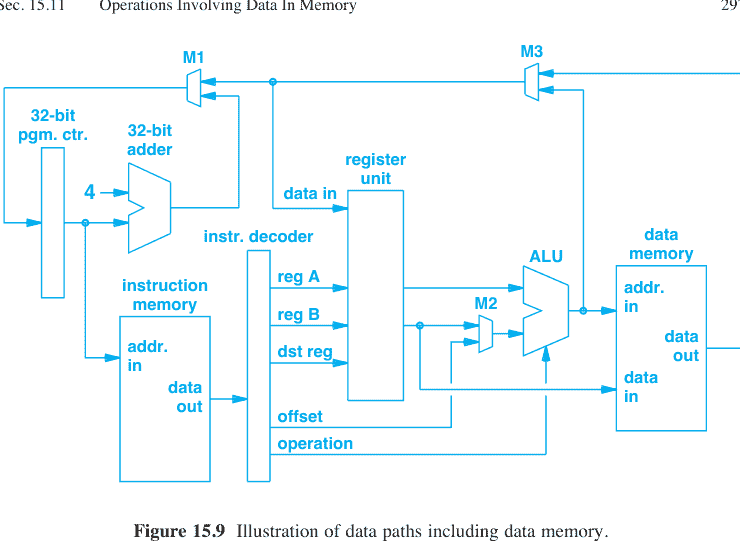 Sec. 15.11 Operations Involving Data In Memory 29
M1
M3
32-bit
pgm. ctr.
32-bit
adder
4
register
unit
data in
instr. decoder
instruction
memory
addr.
in
data
out
reg A
reg B
dst reg
offset
operation
M2
ALU
data
memory
addr.
in
data
out
data
in
Figure 15.9 Illustration of data paths including data memory.